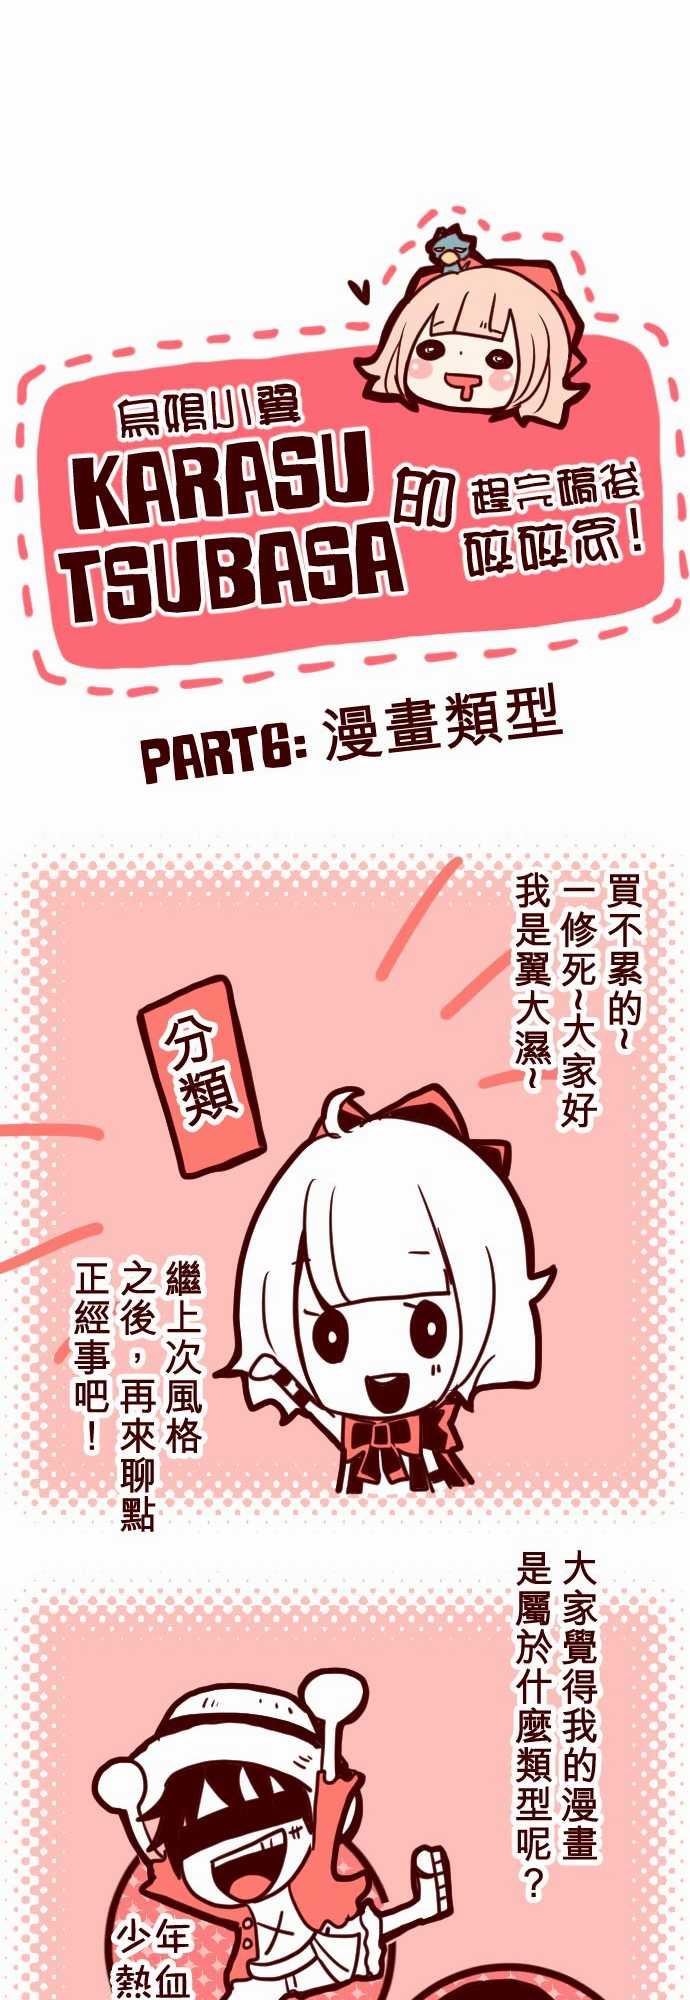 烏鴉小翼
KARASU
TSUBASA
的
趕完稿後
碎碎念！
PART6: 漫畫類型
買不累的~
一修死~大家好
我是翼大濕~
分類
繼上次風格
之後，再來聊點
正經事吧！
大家覺得我的漫畫
是屬於什麼類型呢？
少年
熱血